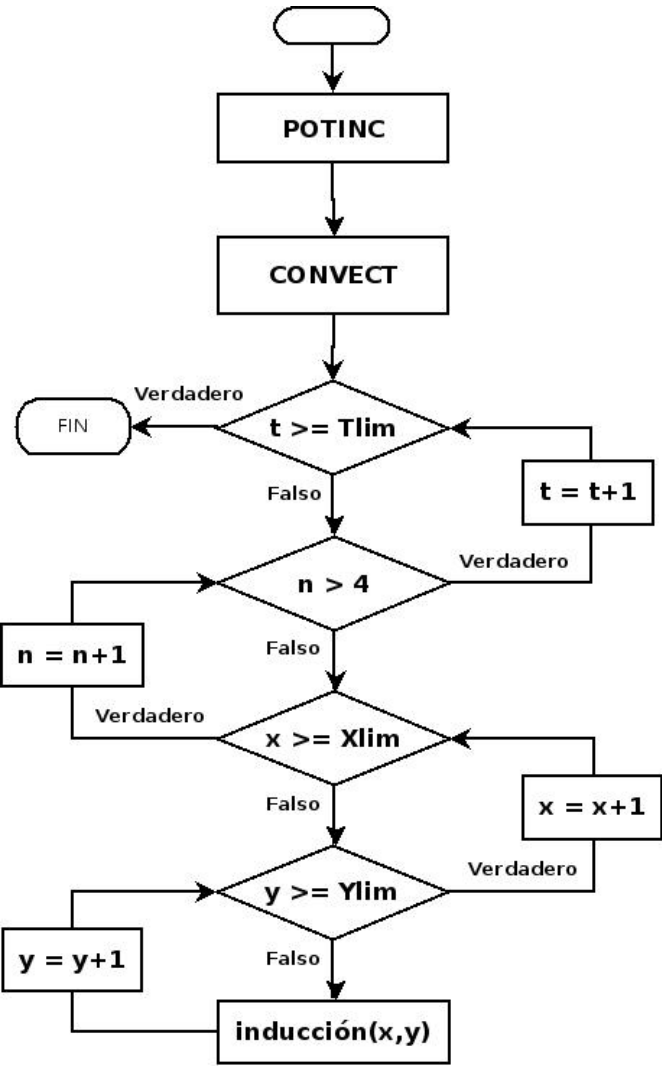 POTINC
CONVECT
Verdadero
FIN
t >= Tlim
t = t+1
Falso
Verdadero
n > 4
n = n+1
Falso
Verdadero
x >= Xlim
x = x+1
Falso
Verdadero
y >= Ylim
y = y+1
Falso
inducción(x,y)